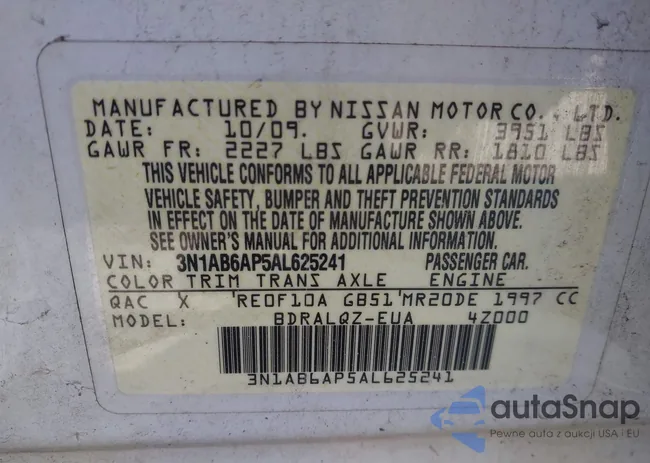 MANUFACTURED BY NISSAN MOTOR CO., LTD.
DATE: 10/09. GVWR: 3951 LBS
GAWR FR: 2227 LBS GAWR RR: 1810 LBS
THIS VEHICLE CONFORMS TO ALL APPLICABLE FEDERAL MOTOR
VEHICLE SAFETY, BUMPER AND THEFT PREVENTION STANDARDS
IN EFFECT ON THE DATE OF MANUFACTURE SHOWN ABOVE.
SEE OWNER'S MANUAL FOR ADDITIONAL INFORMATION.
VIN: 3N1AB6AP5AL625241 PASSENGER CAR.
COLOR TRIM TRANS AXLE ENGINE
QAC X RE0F10A GB51 MR20DE 1997 CC
MODEL: BDRALQZ-EUA 4Z000
3N1AB6AP5AL625241
autaSnap
Pewne auta z aukcji USA i EU